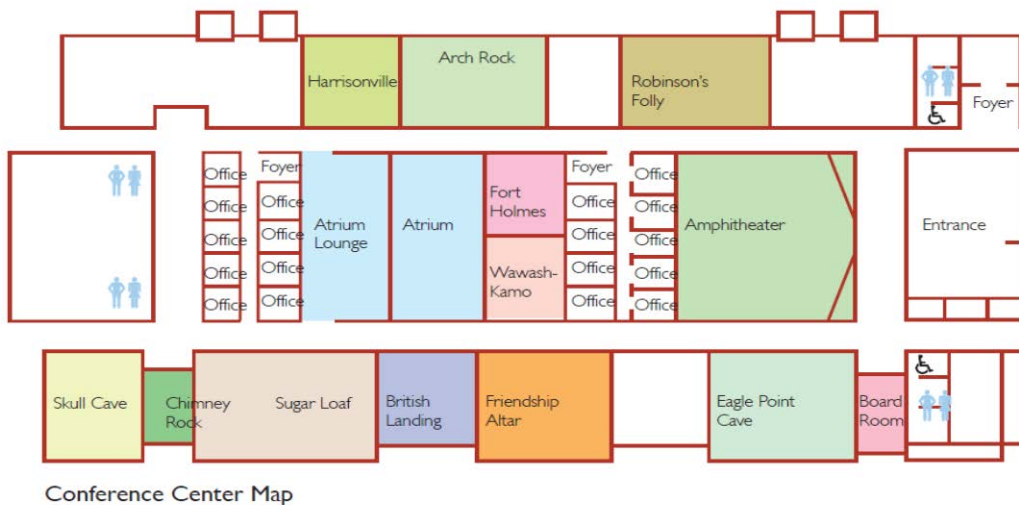 Harrisonville
Arch Rock
Robinson's
Folly
Foyer
Office
Office
Office
Office
Office
Foyer
Office
Office
Office
Office
Atrium
Lounge
Atrium
Fort
Holmes
Wawash-
Kamo
Foyer
Office
Office
Office
Office
Office
Office
Office
Office
Office
Amphitheater
Entrance
Skull Cave
Chimney
Rock
Sugar Loaf
British
Landing
Friendship
Altar
Eagle Point
Cave
Board
Room
Conference Center Map